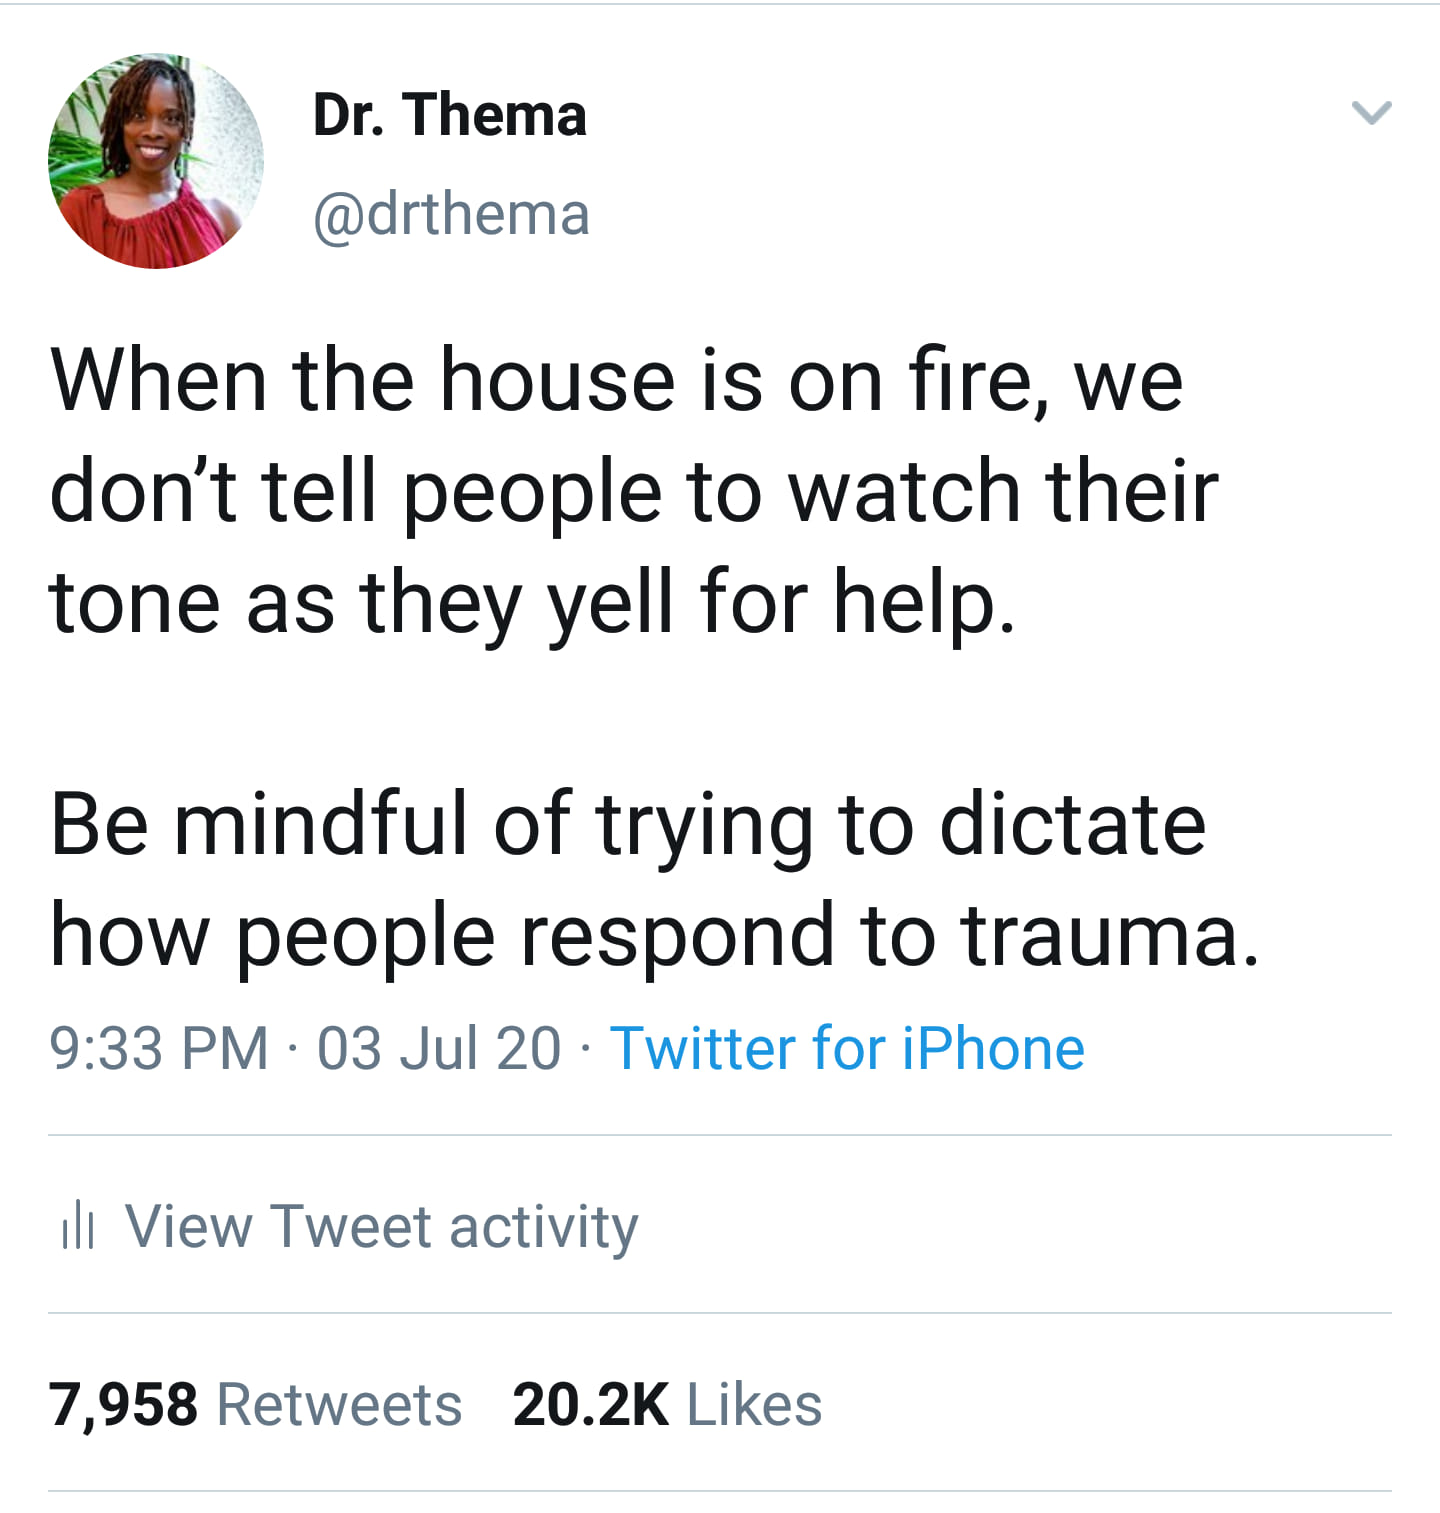 Dr. Thema
@drthema
When the house is on fire, we
don’t tell people to watch their
tone as they yell for help.
Be mindful of trying to dictate
how people respond to trauma.
9:33 PM · 03 Jul 20 · Twitter for iPhone
View Tweet activity
7,958 Retweets 20.2K Likes